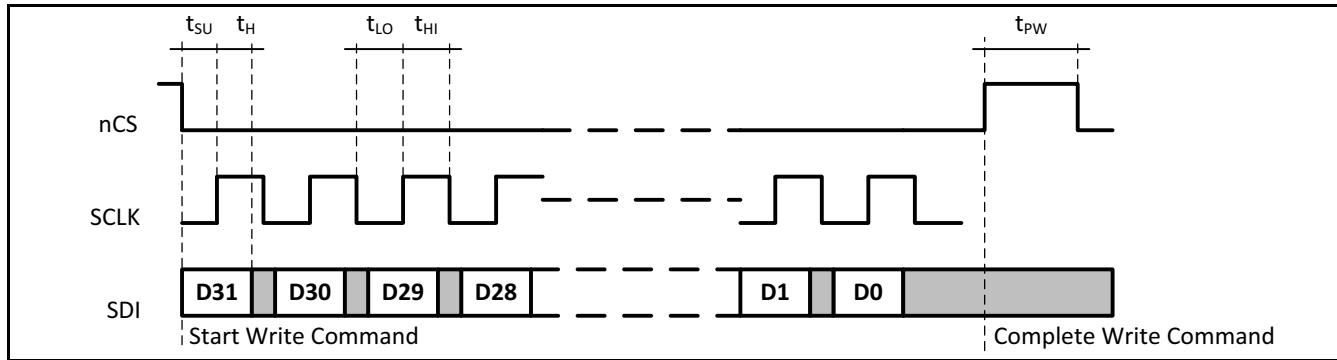 tSU tH tLO tHI tPW
nCS
SCLK
SDI D31 D30 D29 D28 D1 D0
Start Write Command Complete Write Command